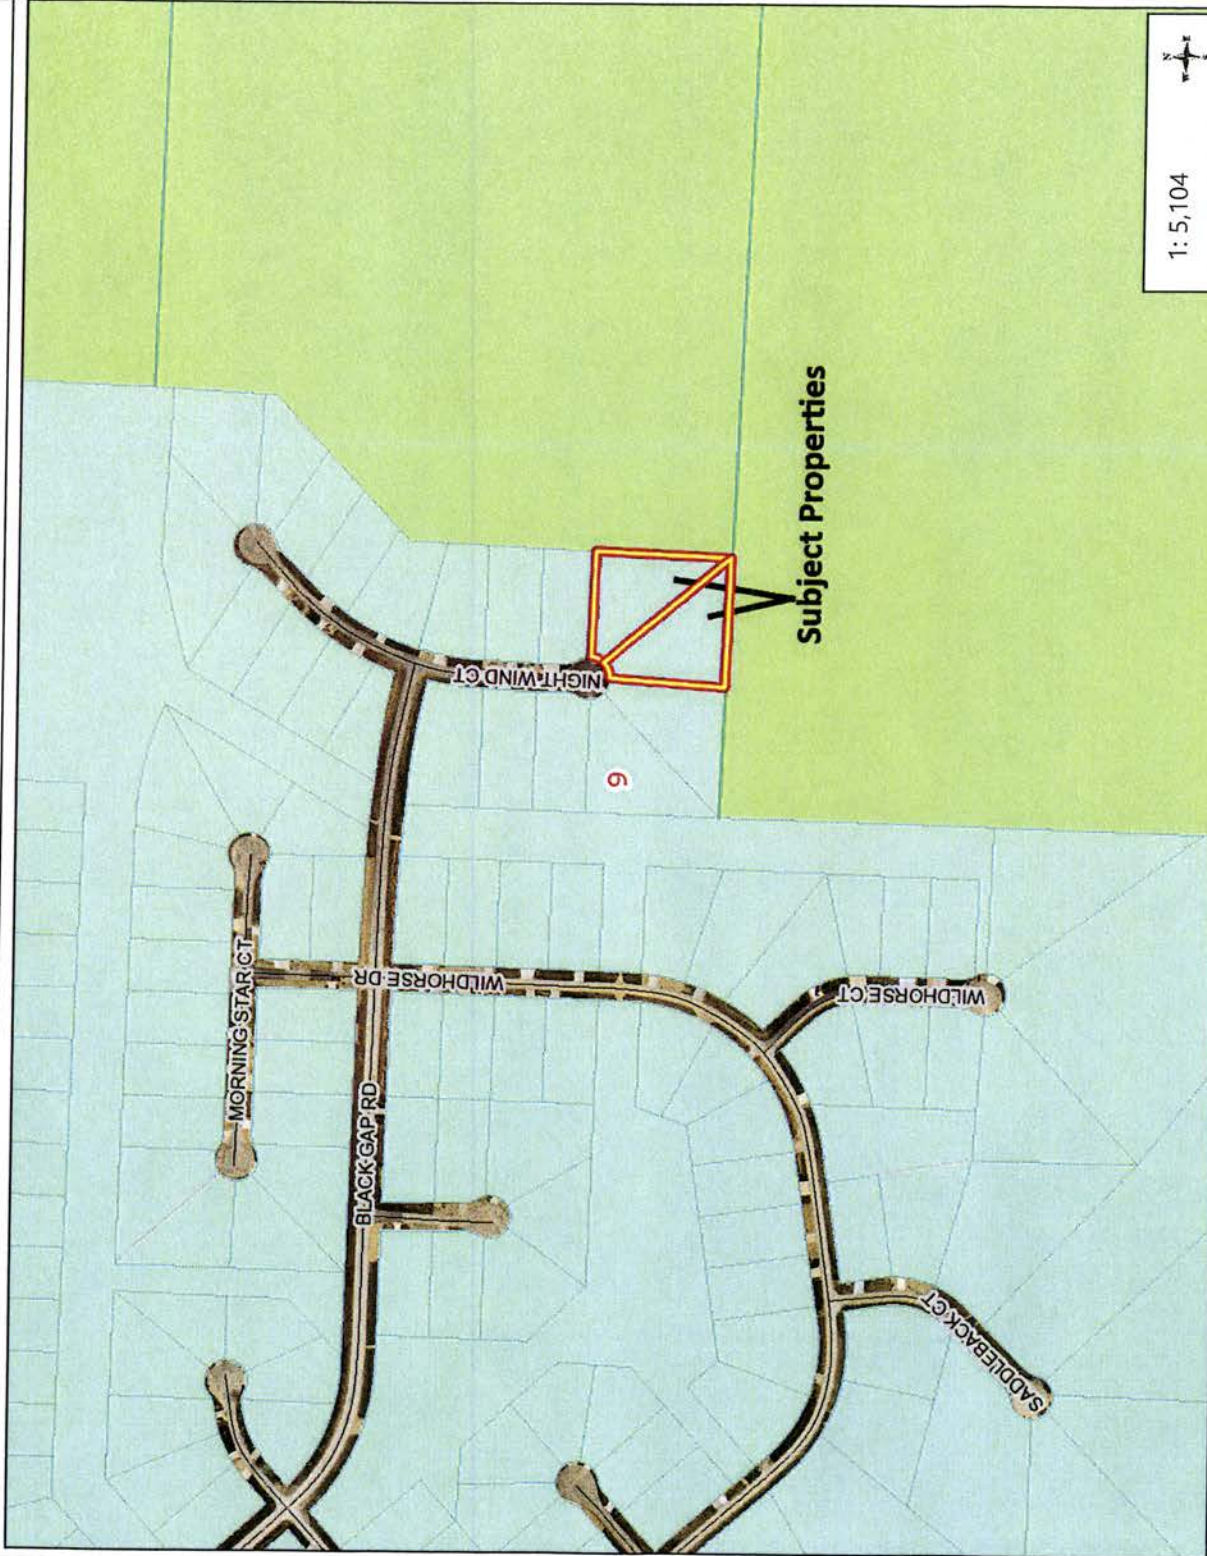 MORNING STAR CT
BLACK GAP RD
WILDHORSE DR
NIGHT WIND CT
WILDHORSE CT
SADDLEBACK CT
Subject Properties
1: 5,104
N
W E
S